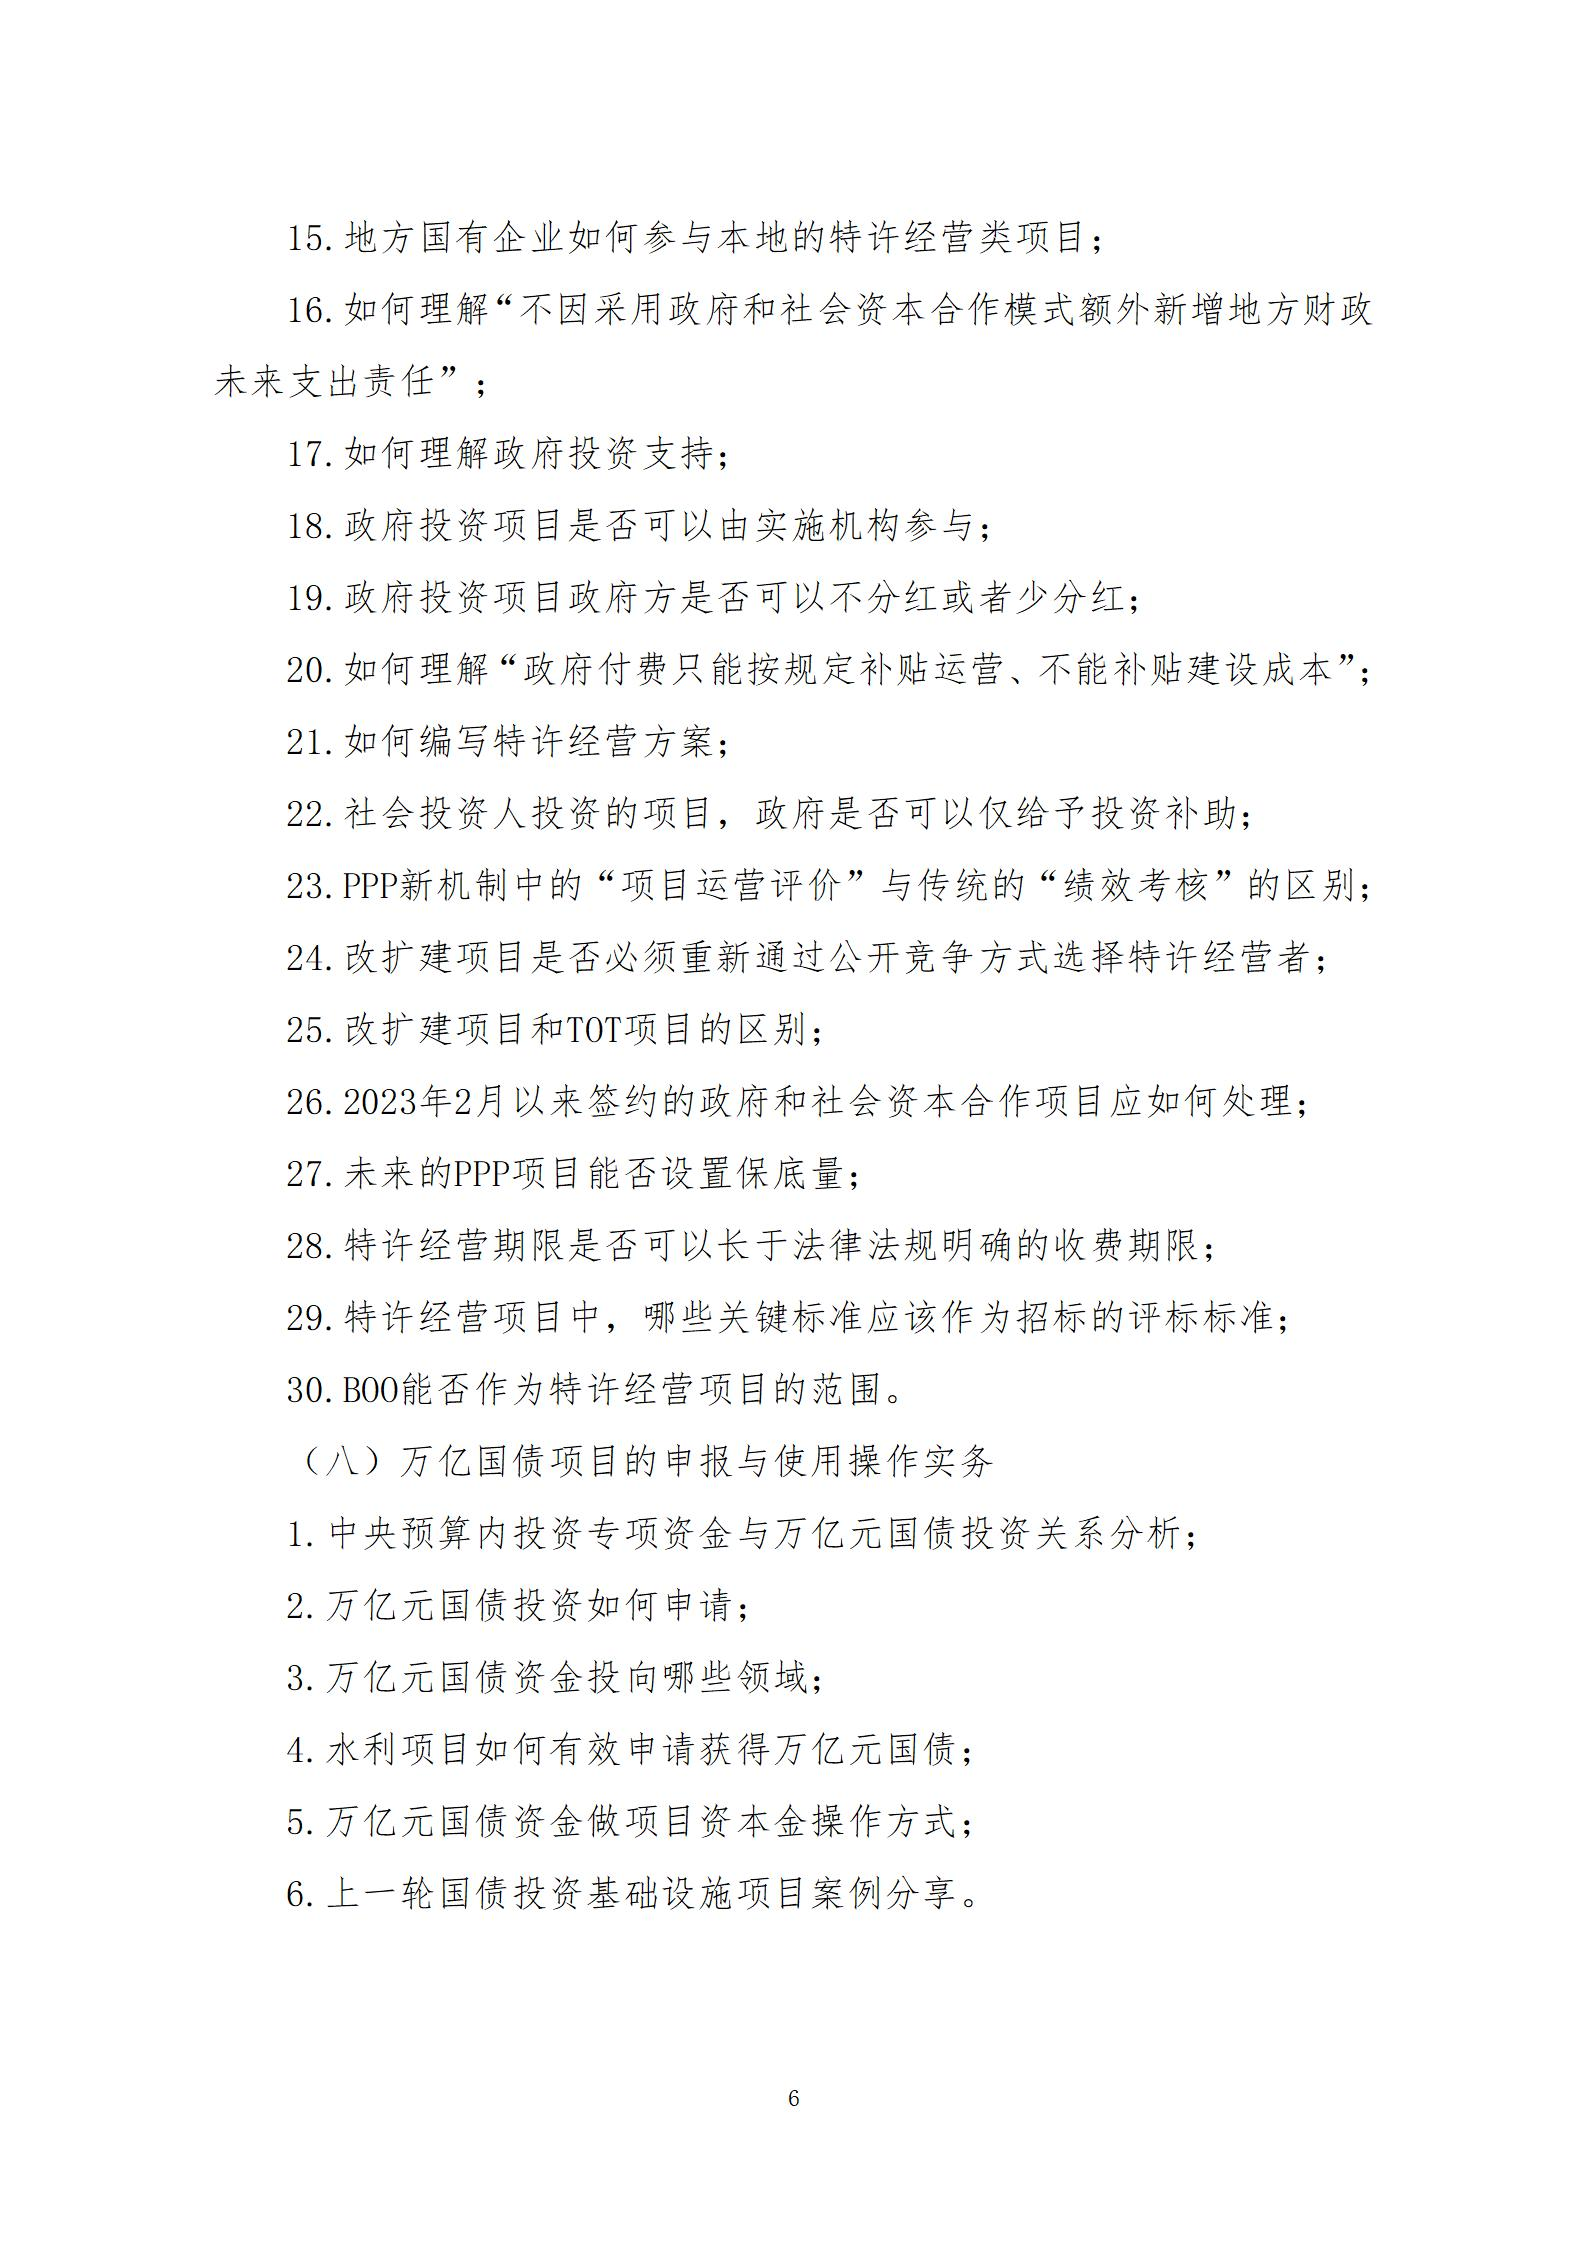 15.地方国有企业如何参与本地的特许经营类项目；
16.如何理解“不因采用政府和社会资本合作模式额外新增地方财政
未来支出责任”；
17.如何理解政府投资支持；
18.政府投资项目是否可以由实施机构参与；
19.政府投资项目政府方是否可以不分红或者少分红；
20.如何理解“政府付费只能按规定补贴运营、不能补贴建设成本”；
21.如何编写特许经营方案；
22.社会投资人投资的项目，政府是否可以仅给予投资补助；
23.PPP新机制中的“项目运营评价”与传统的“绩效考核”的区别；
24.改扩建项目是否必须重新通过公开竞争方式选择特许经营者；
25.改扩建项目和TOT项目的区别；
26.2023年2月以来签约的政府和社会资本合作项目应如何处理；
27.未来的PPP项目能否设置保底量；
28.特许经营期限是否可以长于法律法规明确的收费期限；
29.特许经营项目中，哪些关键标准应该作为招标的评标标准；
30.BOO能否作为特许经营项目的范围。
（八）万亿国债项目的申报与使用操作实务
1.中央预算内投资专项资金与万亿元国债投资关系分析；
2.万亿元国债投资如何申请；
3.万亿元国债资金投向哪些领域；
4.水利项目如何有效申请获得万亿元国债；
5.万亿元国债资金做项目资本金操作方式；
6.上一轮国债投资基础设施项目案例分享。
6